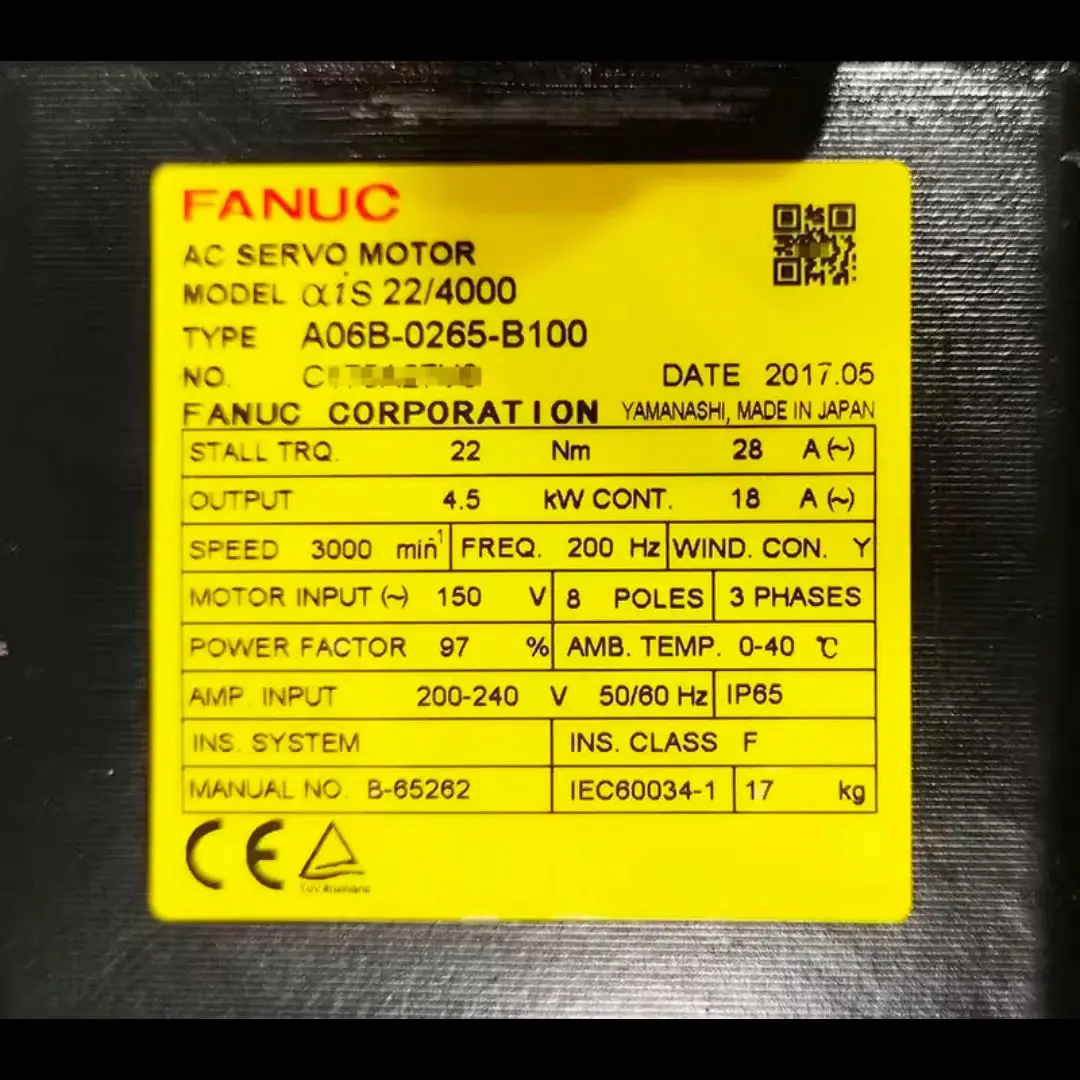 FANUC
AC SERVO MOTOR
MODEL αiS 22/4000
TYPE A06B-0265-B100
NO. DATE 2017.05
FANUC CORPORATION YAMANASHI, MADE IN JAPAN
STALL TRQ. 22 Nm 28 A (~)
OUTPUT 4.5 kW CONT. 18 A (~)
SPEED 3000 min⁻¹ FREQ. 200 Hz WIND. CON. Y
MOTOR INPUT (~) 150 V 8 POLES 3 PHASES
POWER FACTOR 97 % AMB. TEMP. 0-40 ℃
AMP. INPUT 200-240 V 50/60 Hz IP65
INS. SYSTEM INS. CLASS F
MANUAL NO. B-65262 IEC60034-1 17 kg
CE
TÜV Rheinland